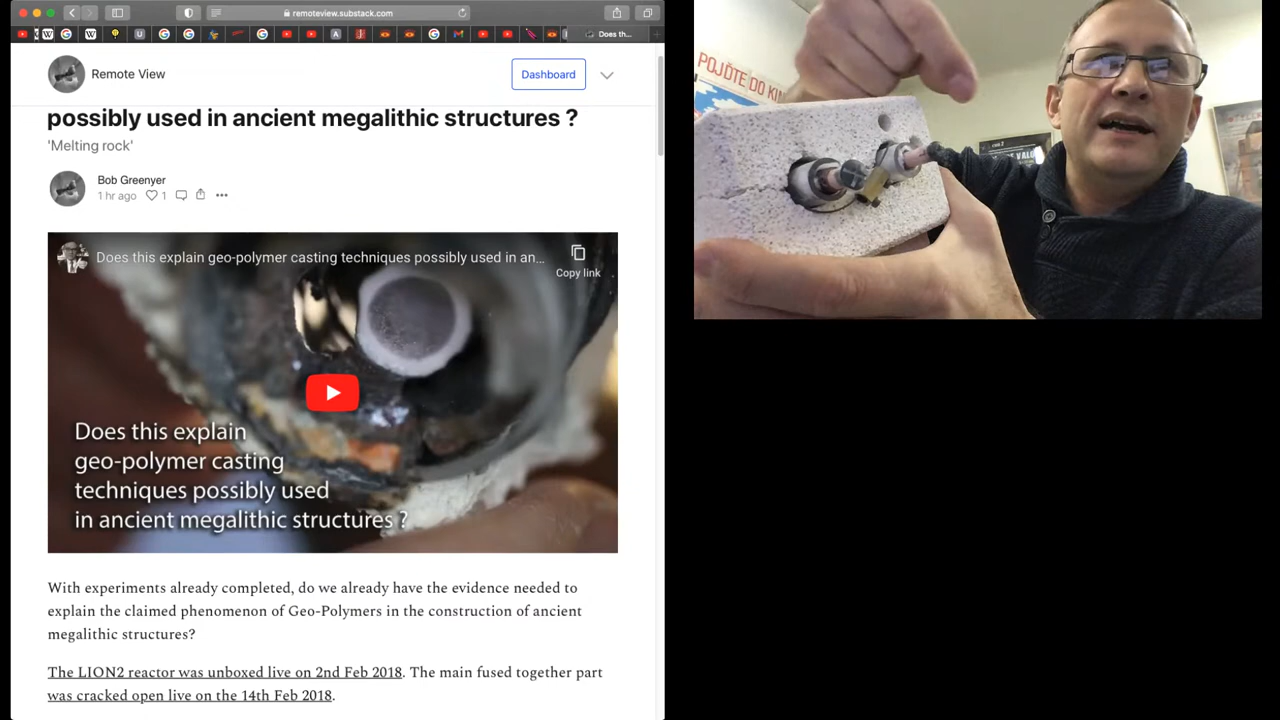 remoteview.substack.com
Does th...
Remote View
Dashboard
possibly used in ancient megalithic structures ?
'Melting rock'
Bob Greenyer
1 hr ago
1
Does this explain geo-polymer casting techniques possibly used in an...
Copy link
Does this explain
geo-polymer casting
techniques possibly used
in ancient megalithic structures ?
With experiments already completed, do we already have the evidence needed to
explain the claimed phenomenon of Geo-Polymers in the construction of ancient
megalithic structures?
The LION2 reactor was unboxed live on 2nd Feb 2018. The main fused together part
was cracked open live on the 14th Feb 2018.
POJĎTE DO KIN